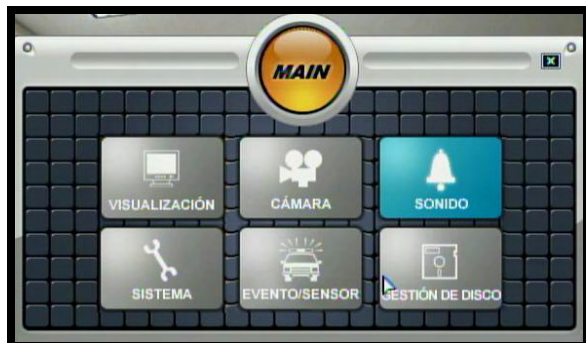 MAIN
VISUALIZACIÓN
CÁMARA
SONIDO
SISTEMA
EVENTO/SENSOR
GESTIÓN DE DISCO